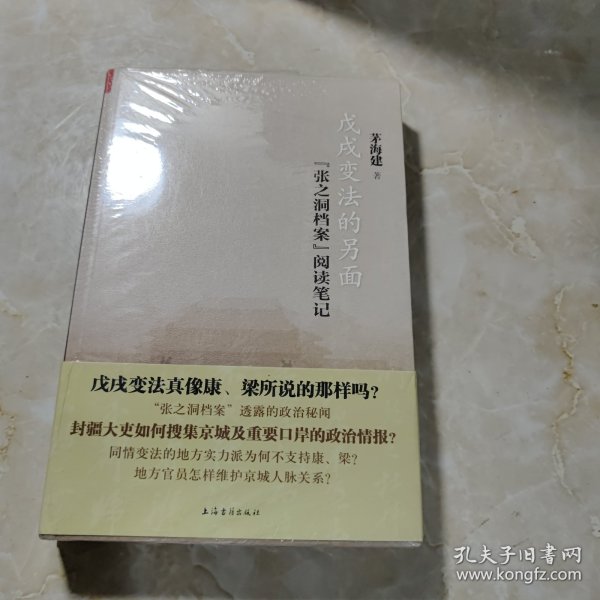 茅海建 著
戊戌变法的另面
『张之洞档案』阅读笔记
戊戌变法真像康、梁所说的那样吗？
“张之洞档案”透露的政治秘闻
封疆大吏如何搜集京城及重要口岸的政治情报？
同情变法的地方实力派为何不支持康、梁？
地方官员怎样维护京城人脉关系？
上海古籍出版社
孔夫子旧书网
www.kongfz.com